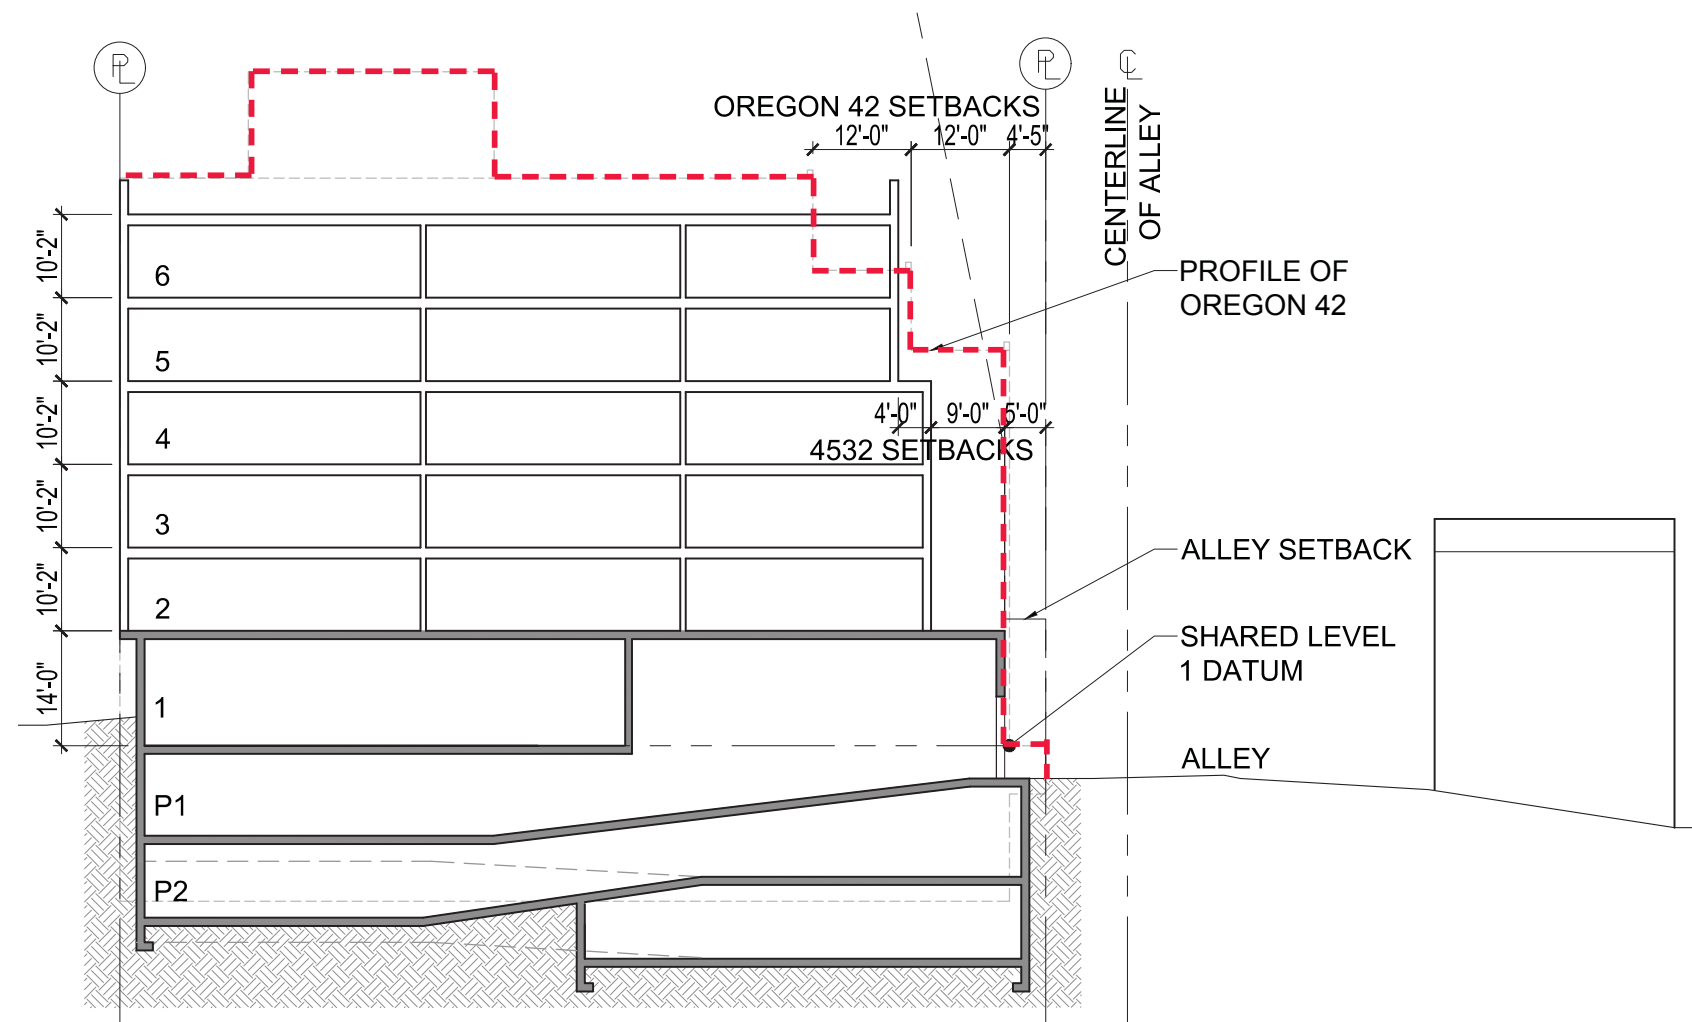 PL
PL
CL
OREGON 42 SETBACKS
12'-0" 12'-0" 4'-5"
CENTERLINE
OF ALLEY
PROFILE OF
OREGON 42
10'-2"
6
10'-2"
5
10'-2"
4
4'-0" 9'-0" 5'-0"
4532 SETBACKS
10'-2"
3
10'-2"
2
ALLEY SETBACK
SHARED LEVEL
1 DATUM
14'-0"
1
ALLEY
P1
P2